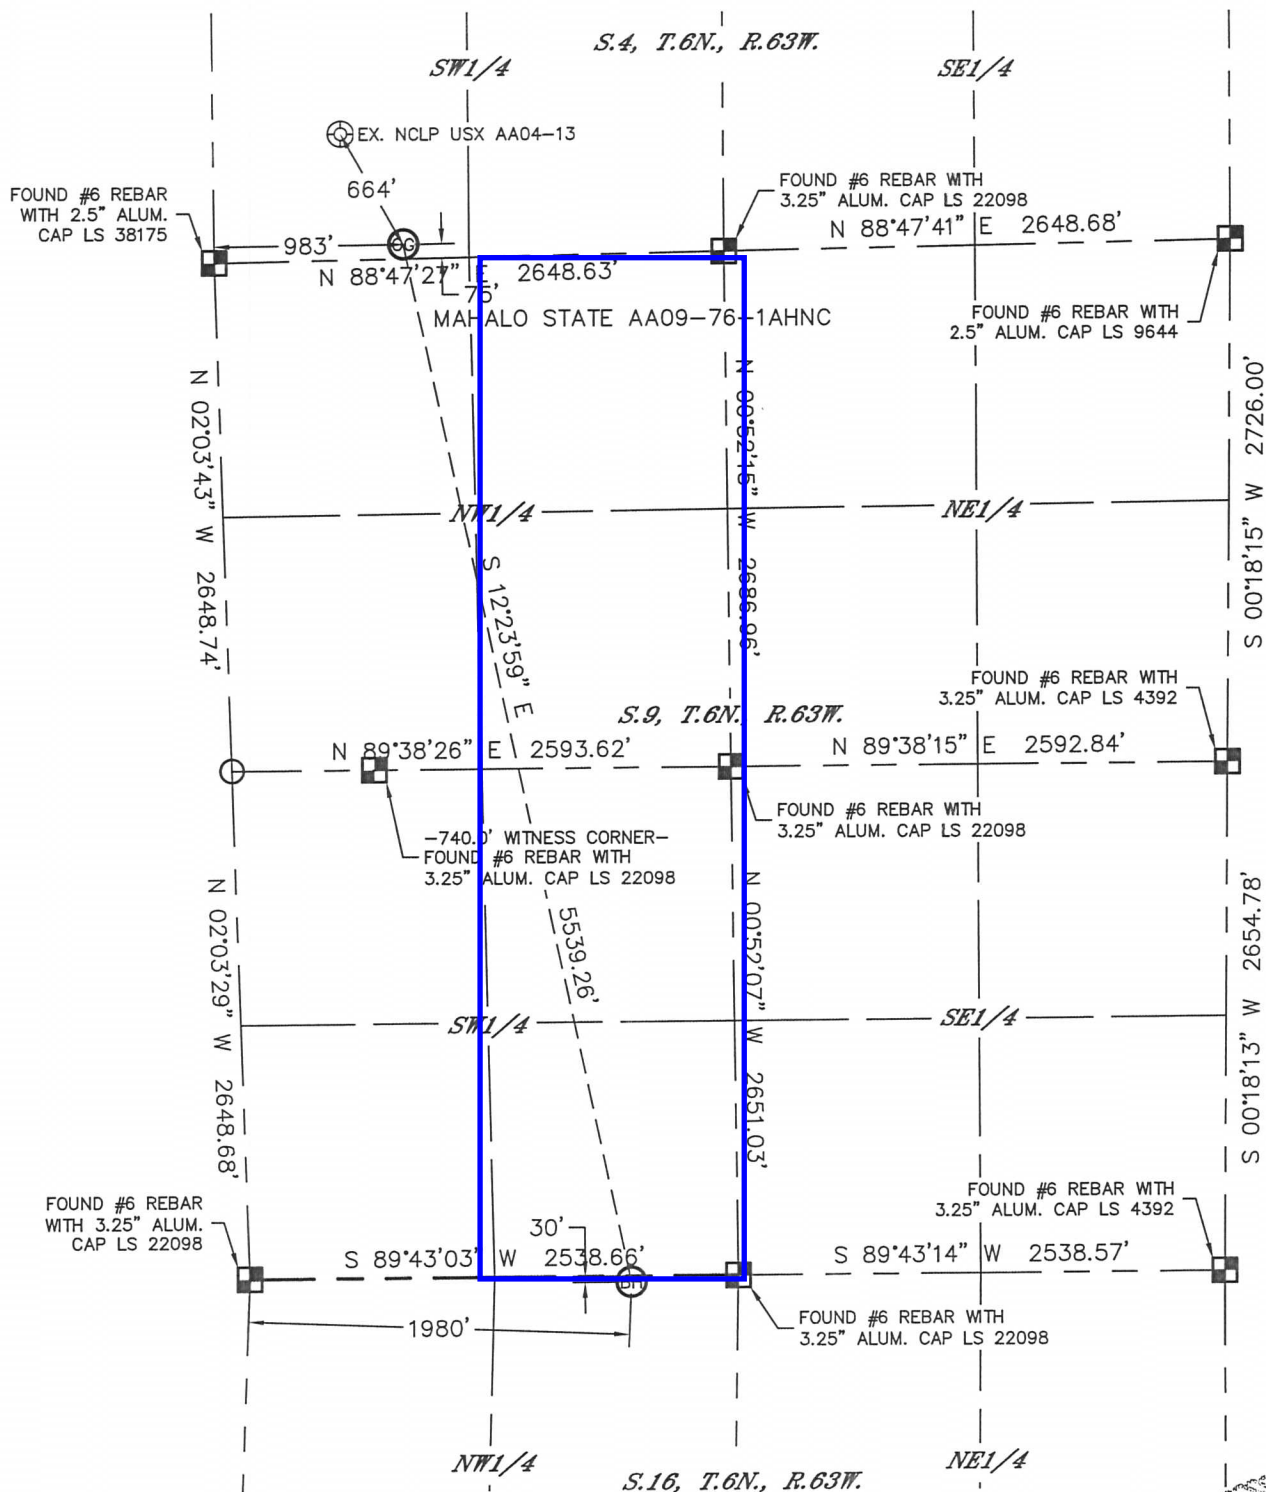 S.4, T.6N., R.63W.
SW1/4
SE1/4
EX. NCLP USX AA04-13
664'
FOUND #6 REBAR
WITH 2.5" ALUM.
CAP LS 38175
FOUND #6 REBAR WITH
3.25" ALUM. CAP LS 22098
983'
OG
N 88°47'41" E 2648.68'
N 88°47'27" E 2648.63'
75'
MAHALO STATE AA09-76-1AHNC
FOUND #6 REBAR WITH
2.5" ALUM. CAP LS 9644
N 02°03'43" W 2648.74'
N 00°52'15" W 2686.96'
S 00°18'15" W 2726.00'
NW1/4
NE1/4
S 12°23'59" E 5539.26'
FOUND #6 REBAR WITH
3.25" ALUM. CAP LS 4392
S.9, T.6N., R.63W.
N 89°38'26" E 2593.62'
N 89°38'15" E 2592.84'
FOUND #6 REBAR WITH
3.25" ALUM. CAP LS 22098
-740.0' WITNESS CORNER-
FOUND #6 REBAR WITH
3.25" ALUM. CAP LS 22098
N 02°03'29" W 2648.68'
N 00°52'07" W 2651.03'
S 00°18'13" W 2654.78'
SW1/4
SE1/4
FOUND #6 REBAR
WITH 3.25" ALUM.
CAP LS 22098
FOUND #6 REBAR WITH
3.25" ALUM. CAP LS 4392
30'
S 89°43'03" W 2538.66'
S 89°43'14" W 2538.57'
BH
1980'
FOUND #6 REBAR WITH
3.25" ALUM. CAP LS 22098
NW1/4
NE1/4
S.16, T.6N., R.63W.